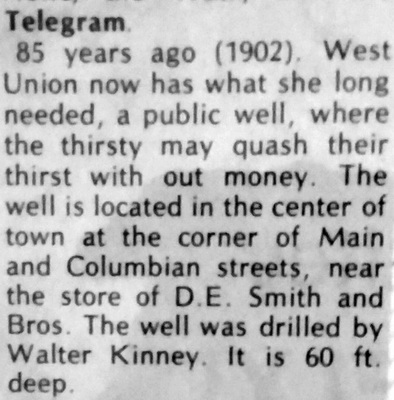 Telegram.
85 years ago (1902). West
Union now has what she long
needed, a public well, where
the thirsty may quash their
thirst with out money. The
well is located in the center of
town at the corner of Main
and Columbian streets, near
the store of D.E. Smith and
Bros. The well was drilled by
Walter Kinney. It is 60 ft.
deep.